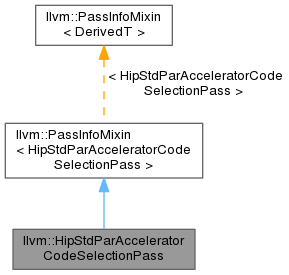 llvm::PassInfoMixin
< DerivedT >
< HipStdParAcceleratorCode
SelectionPass >
llvm::PassInfoMixin
< HipStdParAcceleratorCode
SelectionPass >
llvm::HipStdParAccelerator
CodeSelectionPass